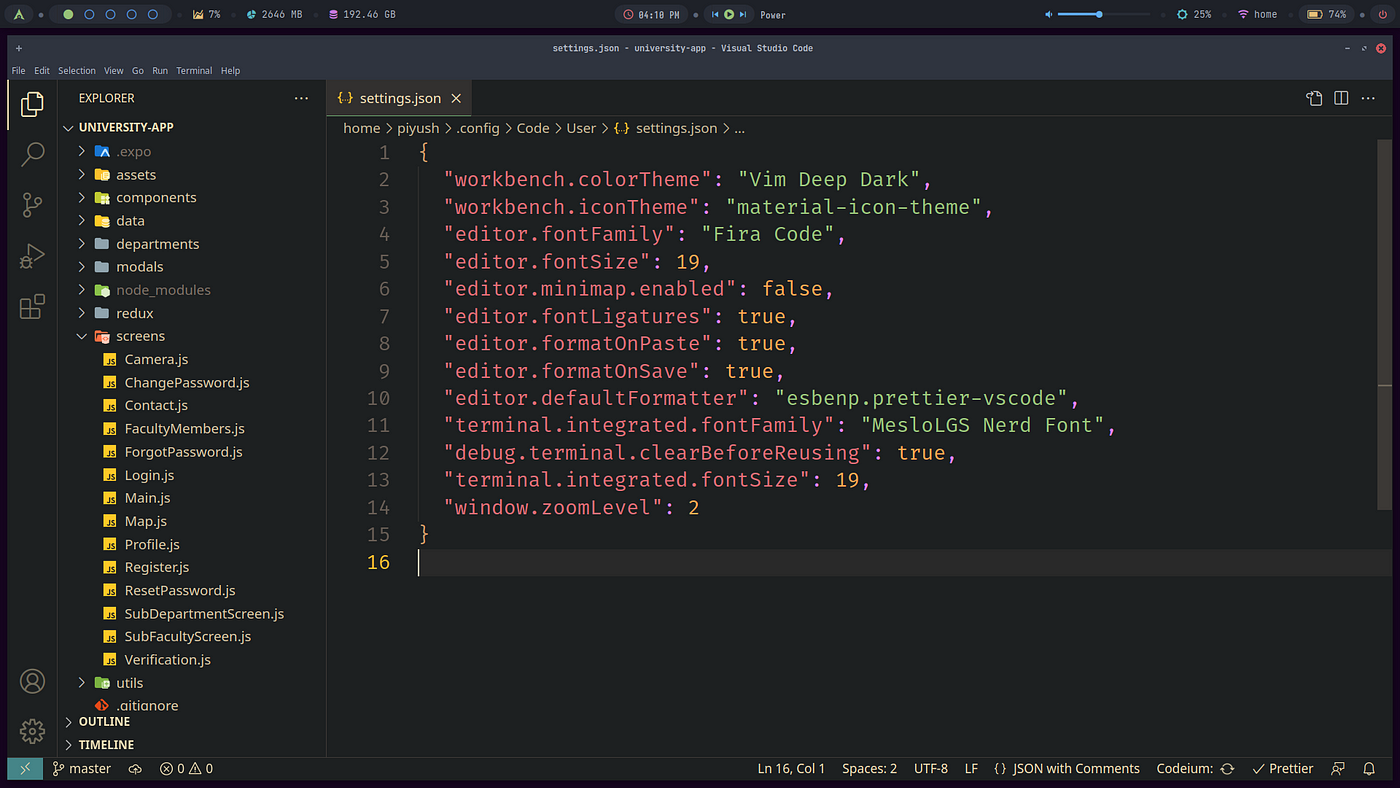 7% 2646 MB 192.46 GB 04:10 PM Power 25% home 74%
settings.json - university-app - Visual Studio Code
File Edit Selection View Go Run Terminal Help
EXPLORER
UNIVERSITY-APP
.expo
assets
components
data
departments
modals
node_modules
redux
screens
Camera.js
ChangePassword.js
Contact.js
FacultyMembers.js
ForgotPassword.js
Login.js
Main.js
Map.js
Profile.js
Register.js
ResetPassword.js
SubDepartmentScreen.js
SubFacultyScreen.js
Verification.js
utils
.gitignore
OUTLINE
TIMELINE
{..} settings.json
home > piyush > .config > Code > User > {} settings.json > ...
1 {
2 "workbench.colorTheme": "Vim Deep Dark",
3 "workbench.iconTheme": "material-icon-theme",
4 "editor.fontFamily": "Fira Code",
5 "editor.fontSize": 19,
6 "editor.minimap.enabled": false,
7 "editor.fontLigatures": true,
8 "editor.formatOnPaste": true,
9 "editor.formatOnSave": true,
10 "editor.defaultFormatter": "esbenp.prettier-vscode",
11 "terminal.integrated.fontFamily": "MesloLGS Nerd Font",
12 "debug.terminal.clearBeforeReusing": true,
13 "terminal.integrated.fontSize": 19,
14 "window.zoomLevel": 2
15 }
16
master 0 0 Ln 16, Col 1 Spaces: 2 UTF-8 LF {} JSON with Comments Codeium: Prettier